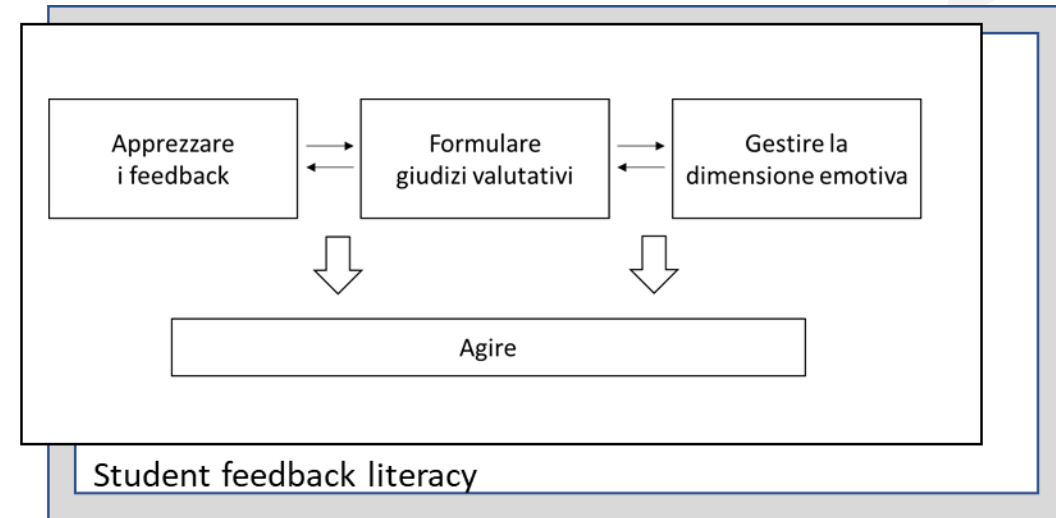 Apprezzare
i feedback
Formulare
giudizi valutativi
Gestire la
dimensione emotiva
Agire
Student feedback literacy